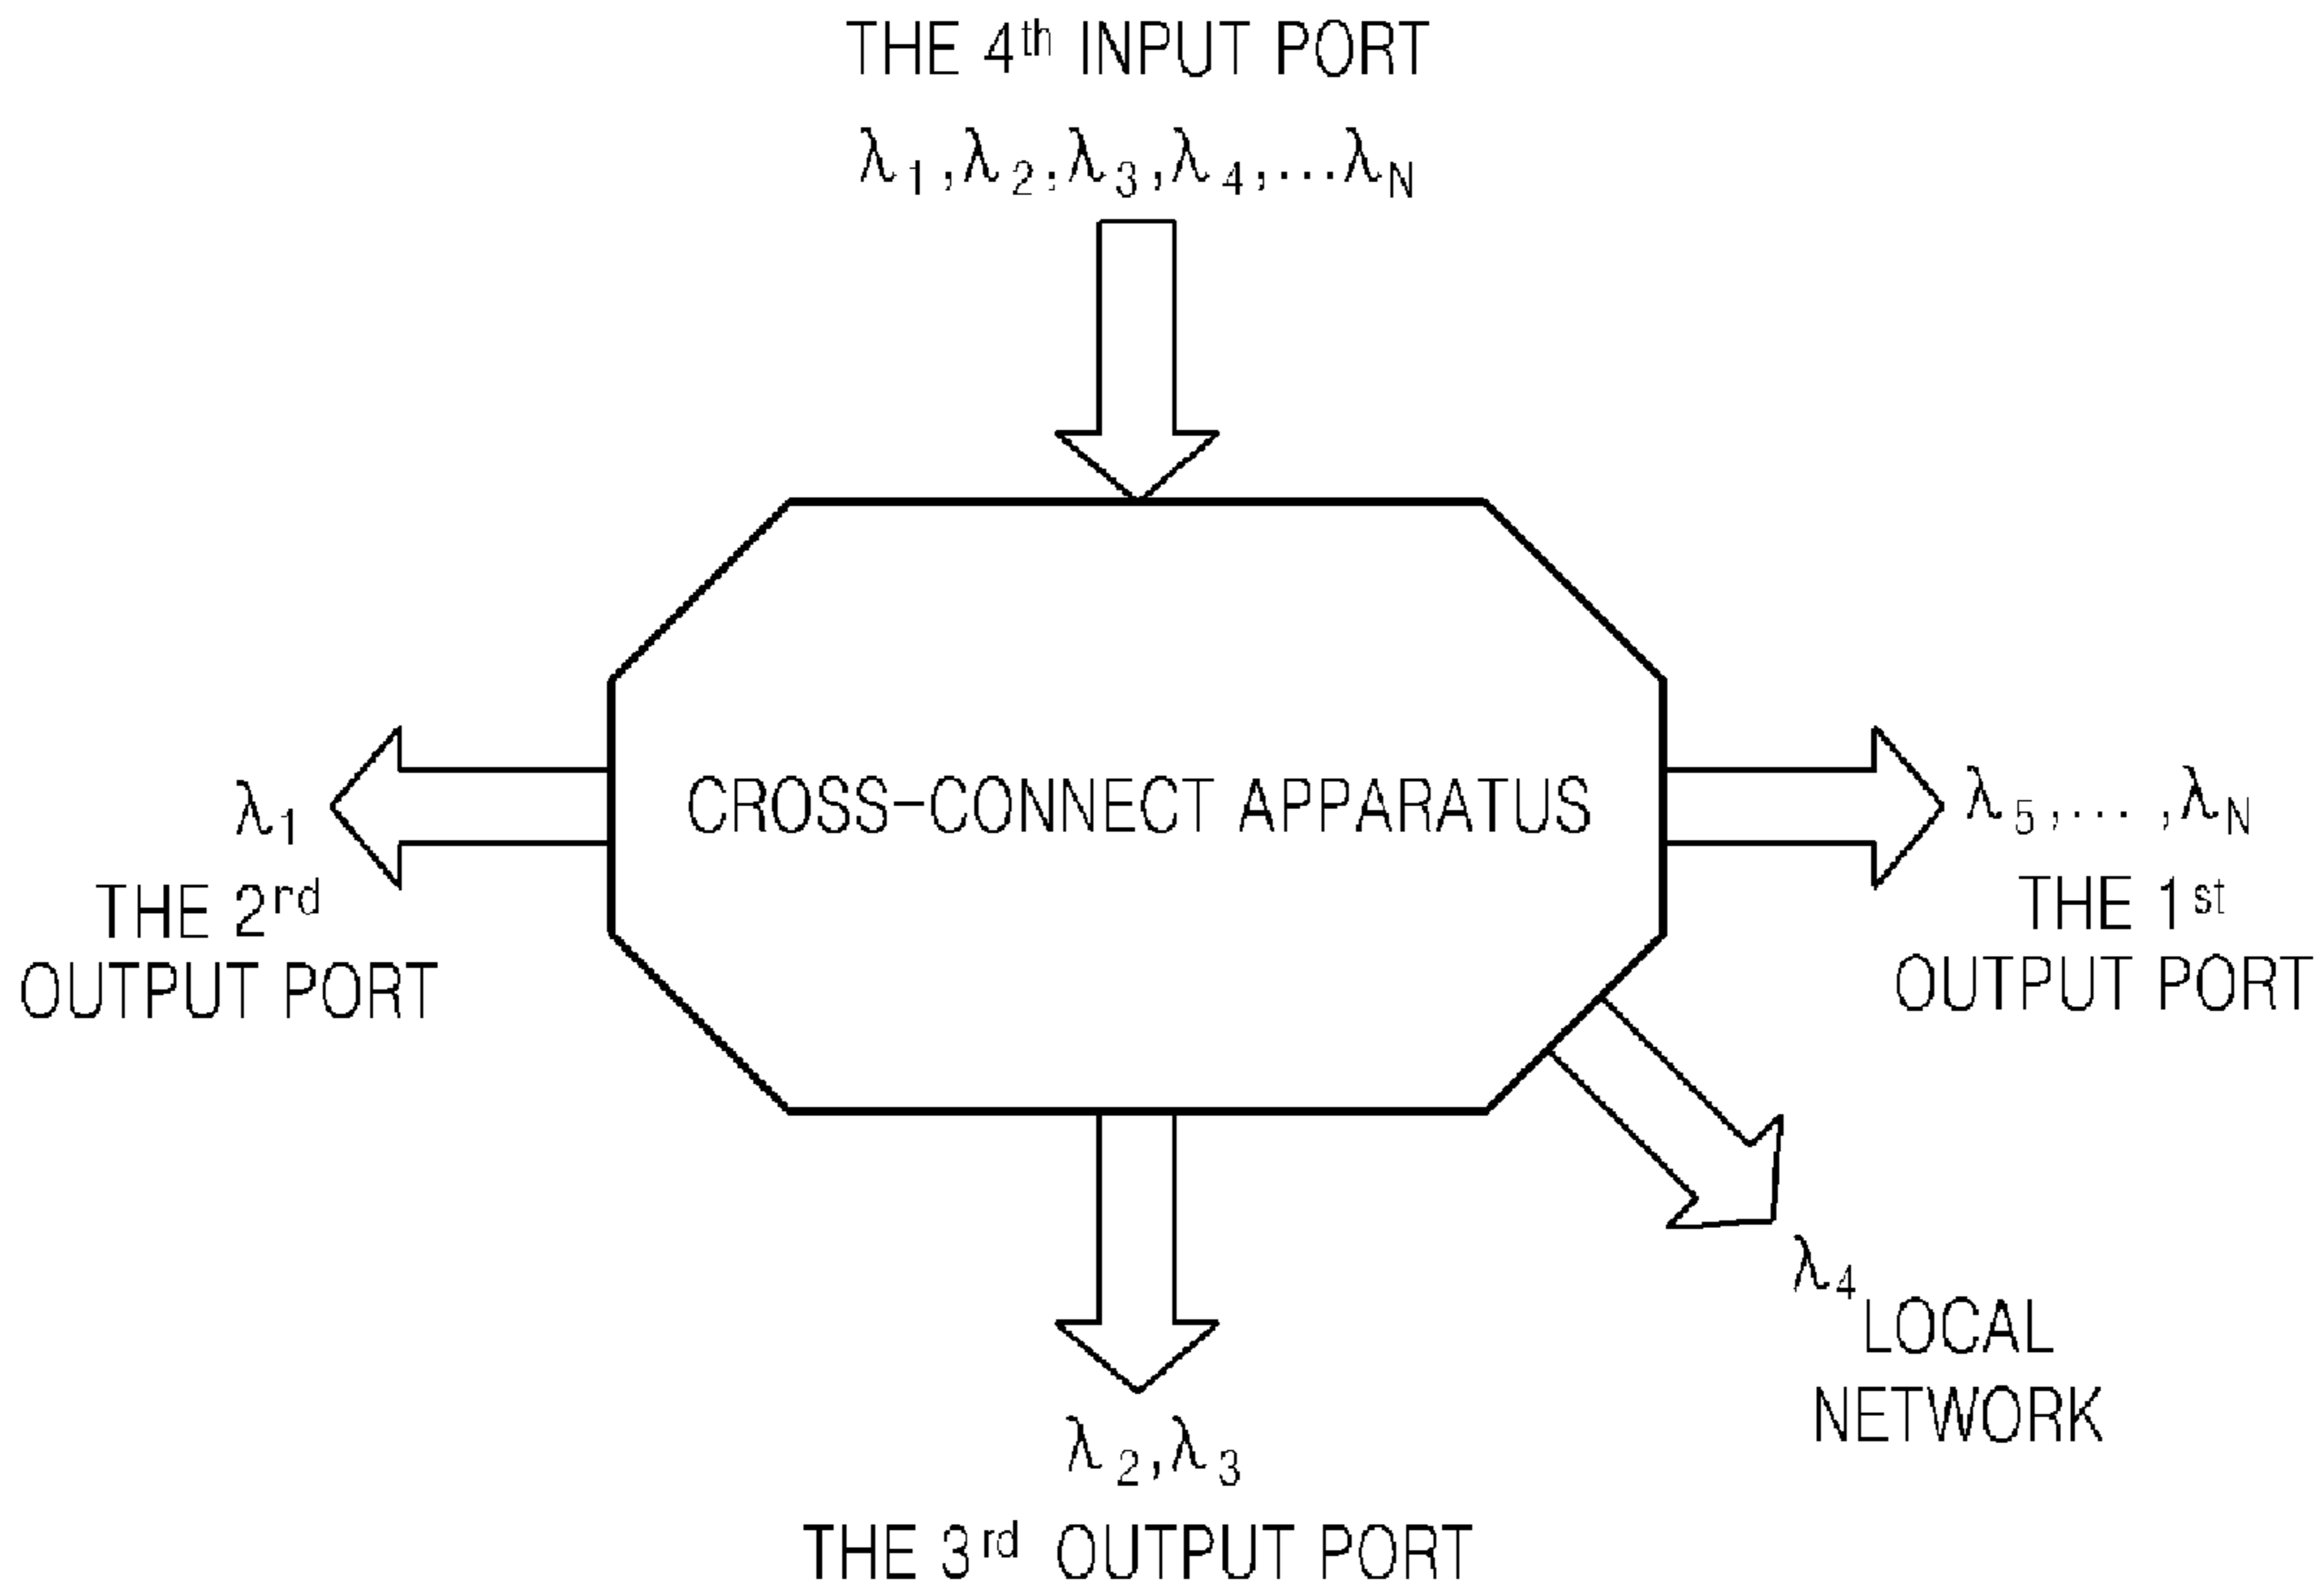 THE 4th INPUT PORT
λ1,λ2,λ3,λ4,...λN
CROSS-CONNECT APPARATUS
λ1
THE 2rd
OUTPUT PORT
λ5,... ,λN
THE 1st
OUTPUT PORT
λ4
LOCAL
NETWORK
λ2,λ3
THE 3rd OUTPUT PORT